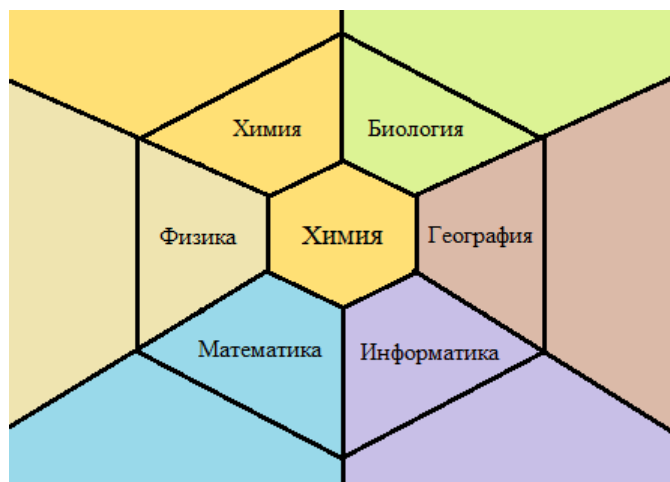 Химия
Биология
Физика
Химия
География
Математика
Информатика